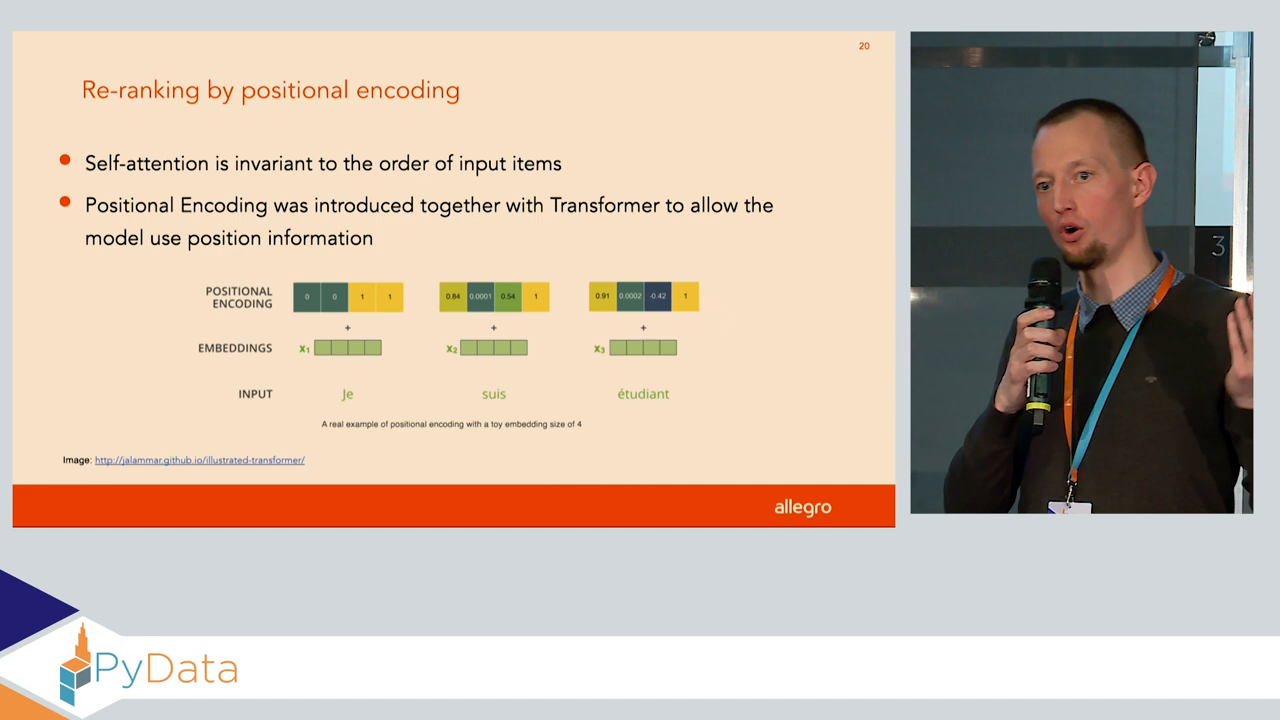 20
Re-ranking by positional encoding
Self-attention is invariant to the order of input items
Positional Encoding was introduced together with Transformer to allow the
model use position information
POSITIONAL
ENCODING
0 0 1 1
0.84 0.0001 0.54 1
0.91 0.0002 -0.42 1
+ + +
EMBEDDINGS X1 X2 X3
INPUT Je suis étudiant
A real example of positional encoding with a toy embedding size of 4
Image: http://jalammar.github.io/illustrated-transformer/
allegro
3
PyData